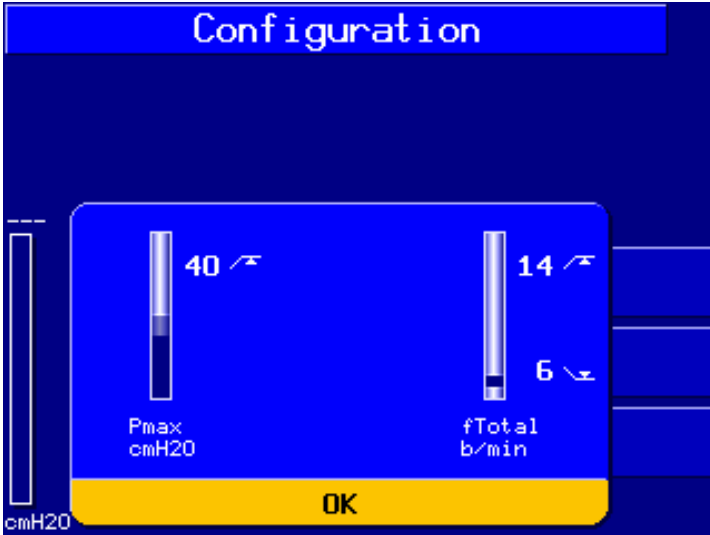 Configuration
---
40
14
6
Pmax
cmH2O
fTotal
b/min
OK
cmH2O